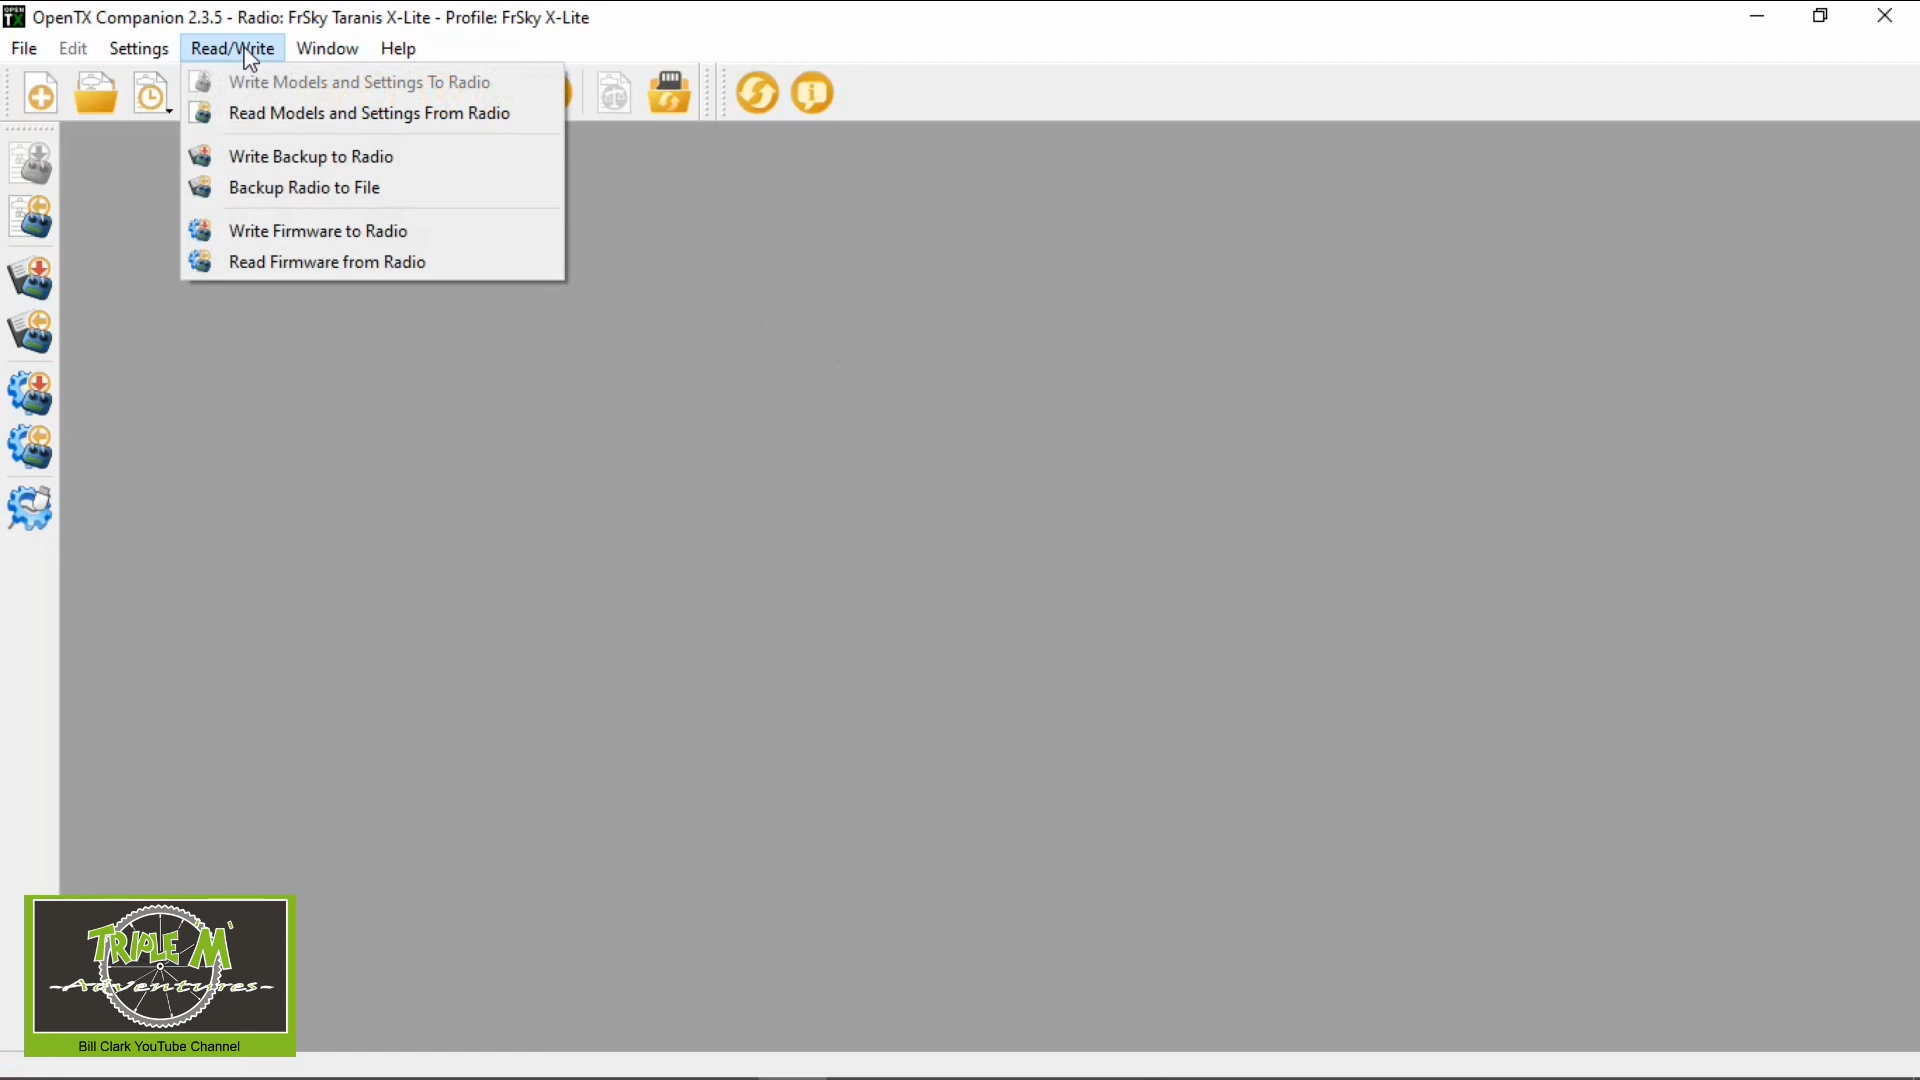 OPEN
TX
OpenTX Companion 2.3.5 - Radio: FrSky Taranis X-Lite - Profile: FrSky X-Lite
File Edit Settings Read/Write Window Help
Write Models and Settings To Radio
Read Models and Settings From Radio
Write Backup to Radio
Backup Radio to File
Write Firmware to Radio
Read Firmware from Radio
TRIPLE M`
-Adventures-
Bill Clark YouTube Channel